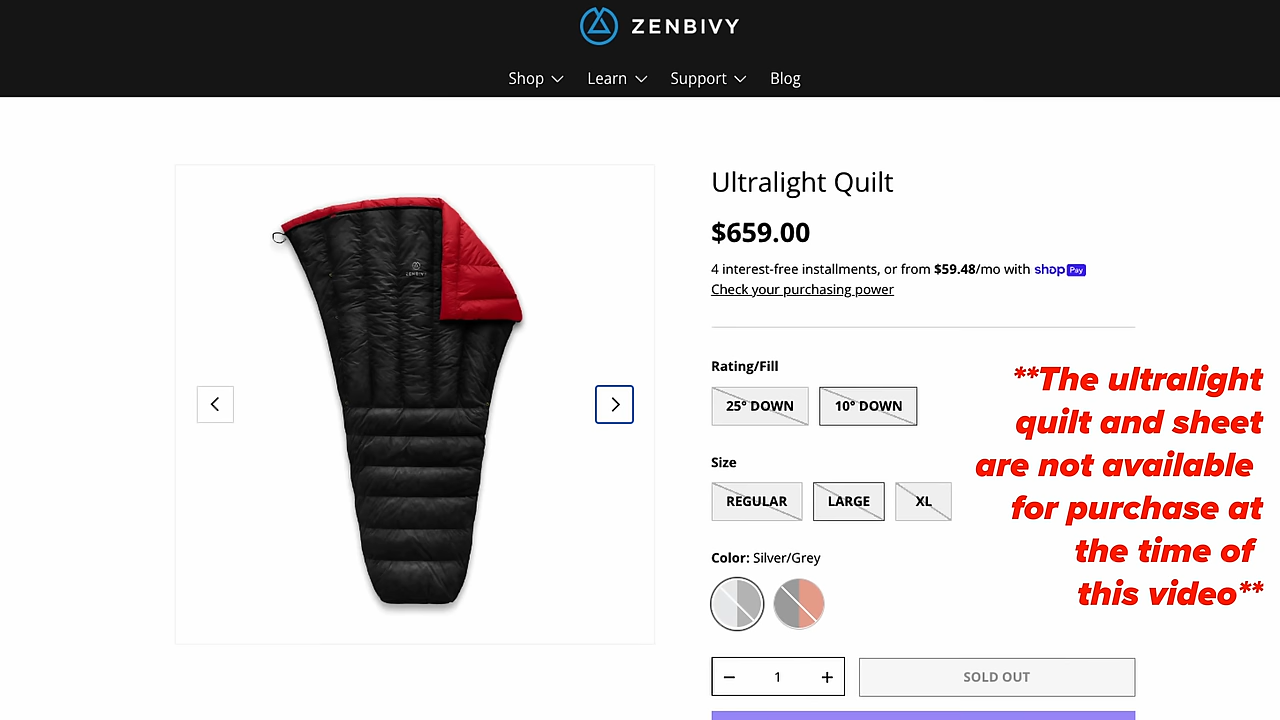 ZENBIVY
Shop Learn Support Blog
Ultralight Quilt
$659.00
4 interest-free installments, or from $59.48/mo with shop Pay
Check your purchasing power
Rating/Fill
25° DOWN 10° DOWN
Size
REGULAR LARGE XL
Color: Silver/Grey
1
SOLD OUT
**The ultralight
quilt and sheet
are not available
for purchase at
the time of
this video**
ZENBIVY